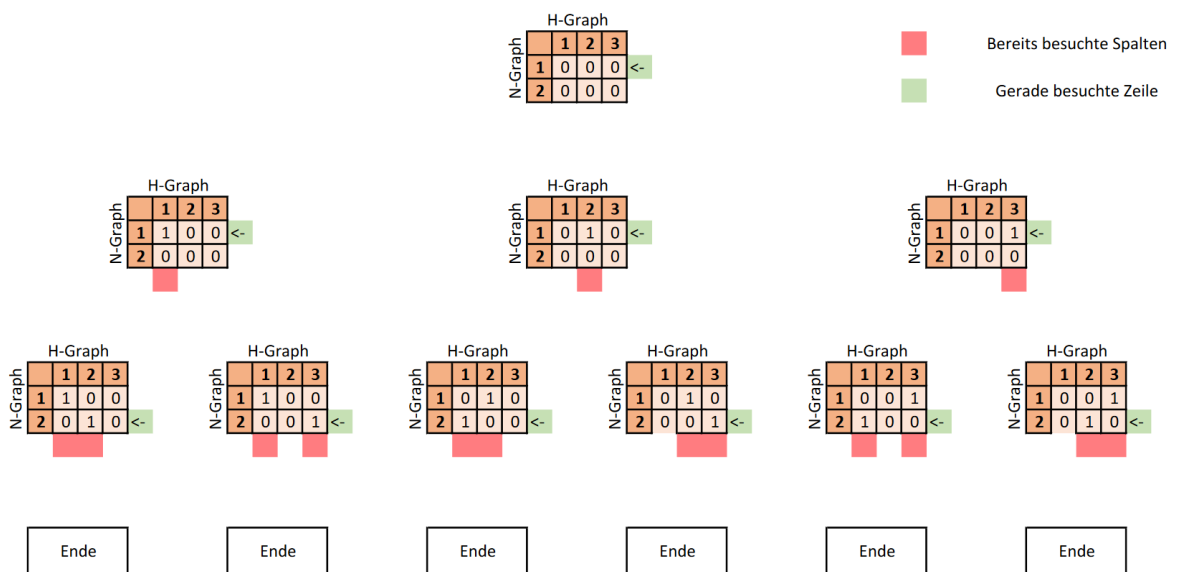 H-Graph
N-Graph
1 2 3
1 0 0 0 <-
2 0 0 0
Bereits besuchte Spalten
Gerade besuchte Zeile
H-Graph
N-Graph
1 2 3
1 1 0 0 <-
2 0 0 0
H-Graph
N-Graph
1 2 3
1 0 1 0 <-
2 0 0 0
H-Graph
N-Graph
1 2 3
1 0 0 1 <-
2 0 0 0
H-Graph
N-Graph
1 2 3
1 1 0 0
2 0 1 0 <-
H-Graph
N-Graph
1 2 3
1 1 0 0
2 0 0 1 <-
H-Graph
N-Graph
1 2 3
1 0 1 0
2 1 0 0 <-
H-Graph
N-Graph
1 2 3
1 0 1 0
2 0 0 1 <-
H-Graph
N-Graph
1 2 3
1 0 0 1
2 1 0 0 <-
H-Graph
N-Graph
1 2 3
1 0 0 1
2 0 1 0 <-
Ende
Ende
Ende
Ende
Ende
Ende